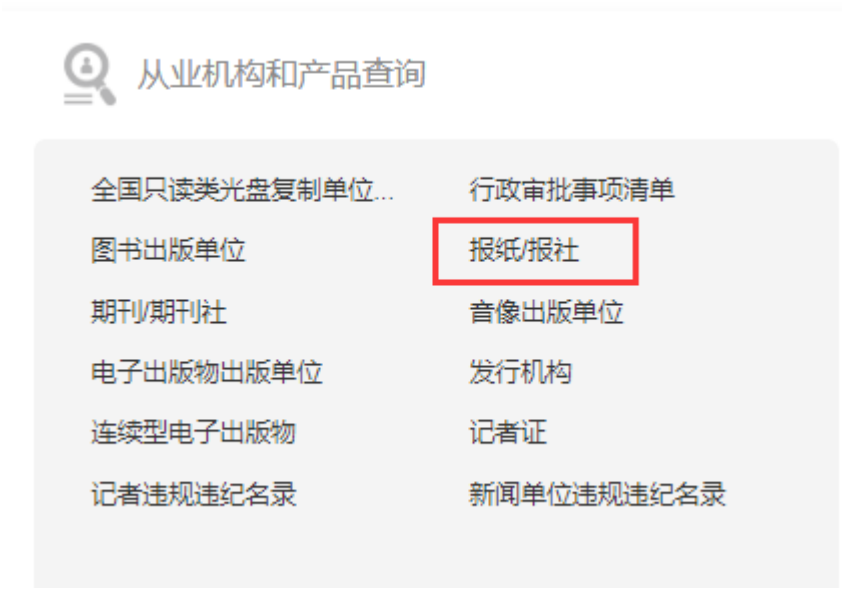 从业机构和产品查询
全国只读类光盘复制单位...
行政审批事项清单
图书出版单位
报纸/报社
期刊/期刊社
音像出版单位
电子出版物出版单位
发行机构
连续型电子出版物
记者证
记者违规违纪名录
新闻单位违规违纪名录